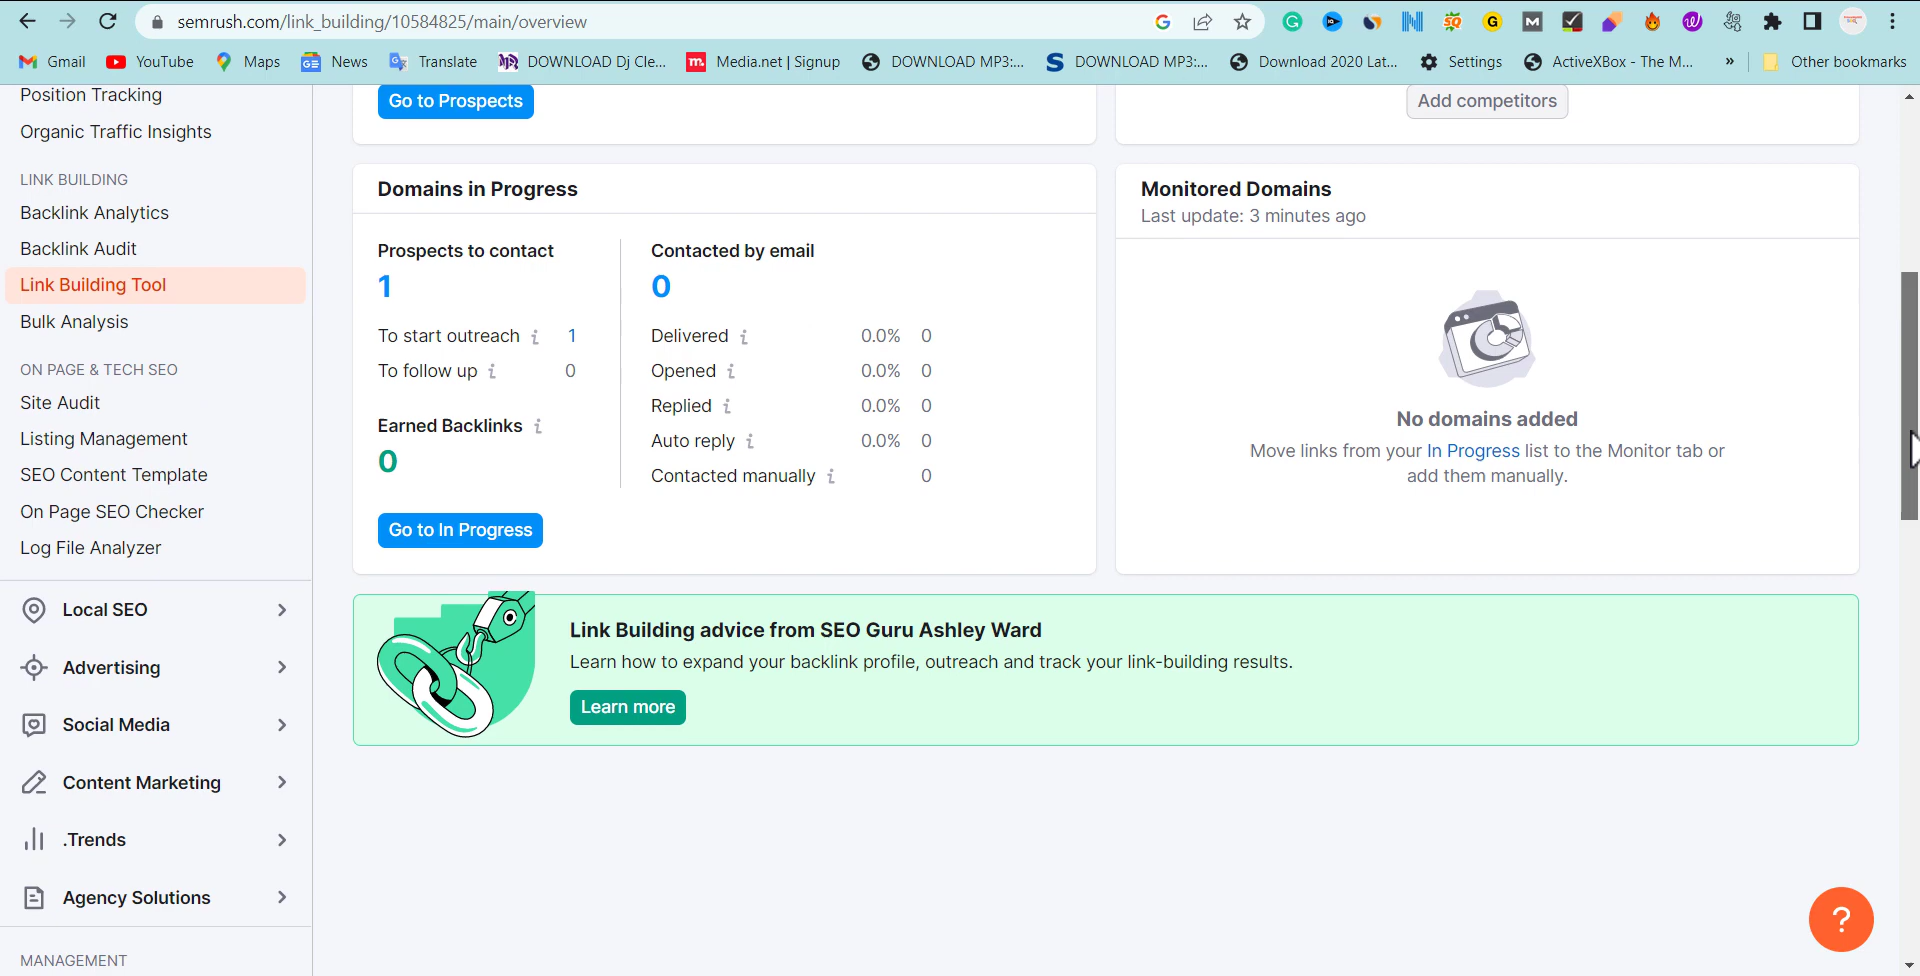 semrush.com/link_building/10584825/main/overview
Gmail
YouTube
Maps
News
Translate
DOWNLOAD Dj Cle...
Media.net | Signup
DOWNLOAD MP3:...
DOWNLOAD MP3:...
Download 2020 Lat...
Settings
ActiveXBox - The M...
»
Other bookmarks
Position Tracking
Organic Traffic Insights
LINK BUILDING
Backlink Analytics
Backlink Audit
Link Building Tool
Bulk Analysis
ON PAGE & TECH SEO
Site Audit
Listing Management
SEO Content Template
On Page SEO Checker
Log File Analyzer
Local SEO
Advertising
Social Media
Content Marketing
.Trends
Agency Solutions
MANAGEMENT
Go to Prospects
Add competitors
Domains in Progress
Prospects to contact
1
To start outreach i 1
To follow up i 0
Earned Backlinks i
0
Contacted by email
0
Delivered i 0.0% 0
Opened i 0.0% 0
Replied i 0.0% 0
Auto reply i 0.0% 0
Contacted manually i 0
Go to In Progress
Monitored Domains
Last update: 3 minutes ago
No domains added
Move links from your In Progress list to the Monitor tab or
add them manually.
Link Building advice from SEO Guru Ashley Ward
Learn how to expand your backlink profile, outreach and track your link-building results.
Learn more
?